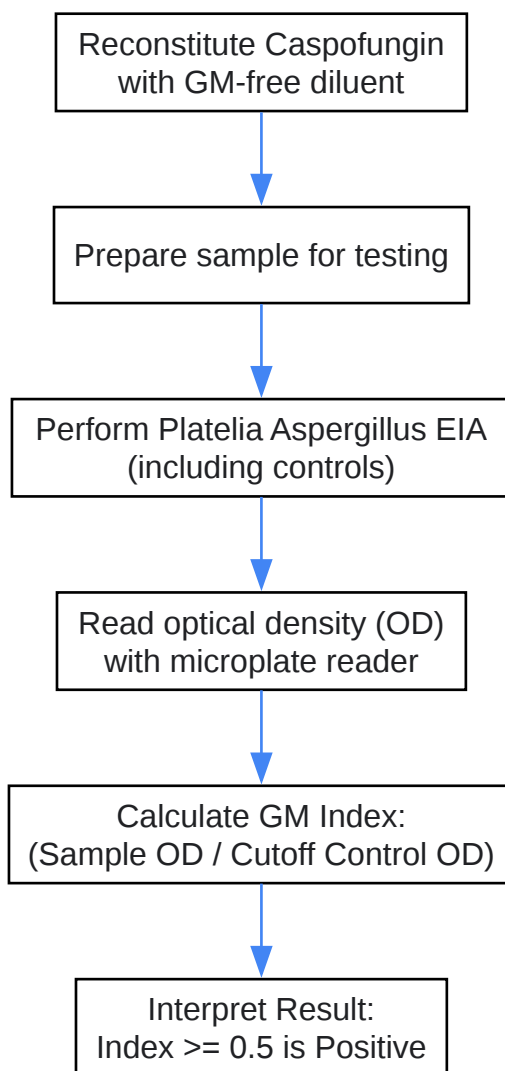 Reconstitute Caspofungin
with GM-free diluent
Prepare sample for testing
Perform Platelia Aspergillus EIA
(including controls)
Read optical density (OD)
with microplate reader
Calculate GM Index:
(Sample OD / Cutoff Control OD)
Interpret Result:
Index >= 0.5 is Positive